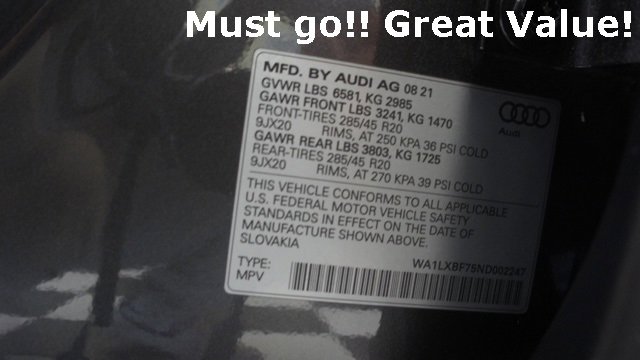 Must go!! Great Value!
MFD. BY AUDI AG 08 21
GVWR LBS 6581, KG 2985
GAWR FRONT LBS 3241, KG 1470
FRONT-TIRES 285/45 R20
9JX20 RIMS, AT 250 KPA 36 PSI COLD
GAWR REAR LBS 3803, KG 1725
REAR-TIRES 285/45 R20
9JX20 RIMS, AT 270 KPA 39 PSI COLD
Audi
THIS VEHICLE CONFORMS TO ALL APPLICABLE
U.S. FEDERAL MOTOR VEHICLE SAFETY
STANDARDS IN EFFECT ON THE DATE OF
MANUFACTURE SHOWN ABOVE.
SLOVAKIA
WA1LXBF75ND002247
TYPE:
MPV